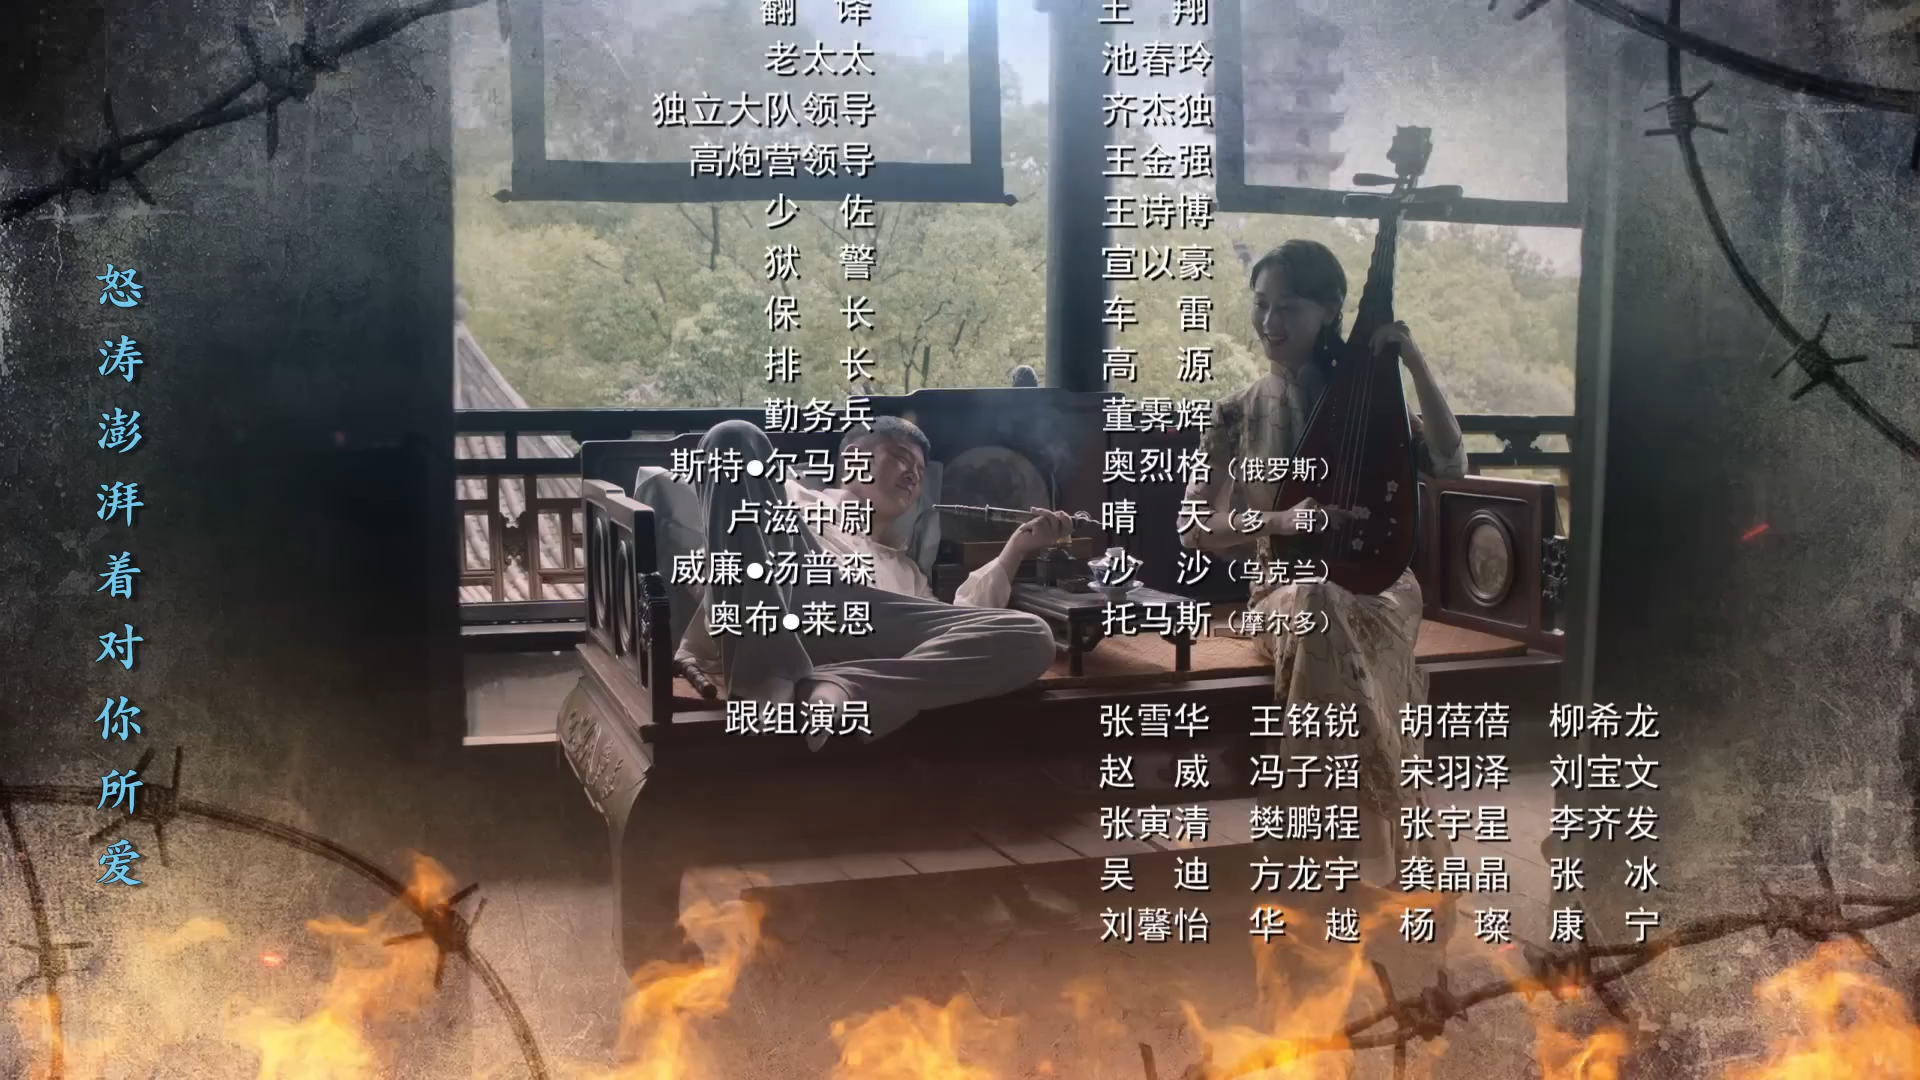 怒涛澎湃着对你所爱
翻 译 王 翔
老太太 池春玲
独立大队领导 齐杰独
高炮营领导 王金强
少 佐 王诗博
狱 警 宣以豪
保 长 车 雷
排 长 高 源
勤务兵 董霁辉
斯特●尔马克 奥烈格（俄罗斯）
卢滋中尉 晴 天（多 哥）
威廉●汤普森 沙 沙（乌克兰）
奥布●莱恩 托马斯（摩尔多）
跟组演员 张雪华 王铭锐 胡蓓蓓 柳希龙
赵 威 冯子滔 宋羽泽 刘宝文
张寅清 樊鹏程 张宇星 李齐发
吴 迪 方龙宇 龚晶晶 张 冰
刘馨怡 华 越 杨 璨 康 宁